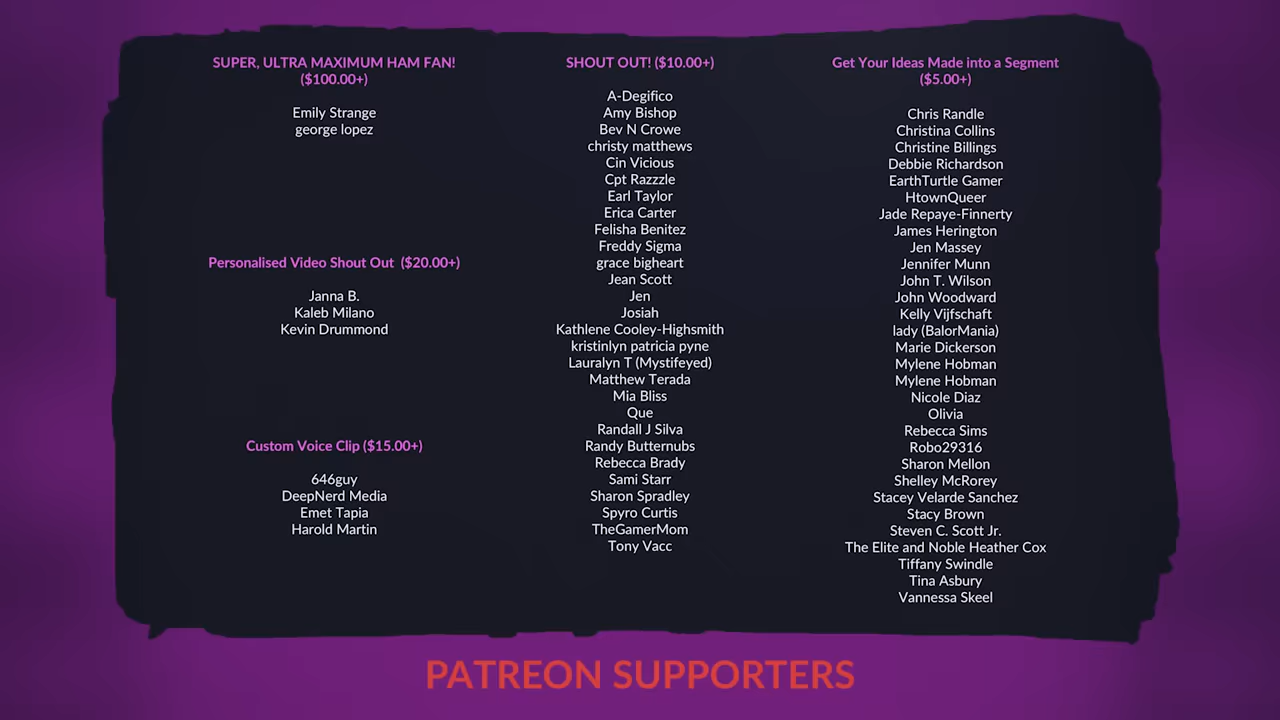 SUPER, ULTRA MAXIMUM HAM FAN!
($100.00+)
Emily Strange
george lopez
Personalised Video Shout Out ($20.00+)
Janna B.
Kaleb Milano
Kevin Drummond
Custom Voice Clip ($15.00+)
646guy
DeepNerd Media
Emet Tapia
Harold Martin
SHOUT OUT! ($10.00+)
A-Degifico
Amy Bishop
Bev N Crowe
christy matthews
Cin Vicious
Cpt Razzzle
Earl Taylor
Erica Carter
Felisha Benitez
Freddy Sigma
grace bigheart
Jean Scott
Jen
Josiah
Kathlene Cooley-Highsmith
kristinlyn patricia pyne
Lauralyn T (Mystifeyed)
Matthew Terada
Mia Bliss
Que
Randall J Silva
Randy Butternubs
Rebecca Brady
Sami Starr
Sharon Spradley
Spyro Curtis
TheGamerMom
Tony Vacc
Get Your Ideas Made into a Segment
($5.00+)
Chris Randle
Christina Collins
Christine Billings
Debbie Richardson
EarthTurtle Gamer
HtownQueer
Jade Repaye-Finnerty
James Herington
Jen Massey
Jennifer Munn
John T. Wilson
John Woodward
Kelly Vijfschaft
lady (BalorMania)
Marie Dickerson
Mylene Hobman
Mylene Hobman
Nicole Diaz
Olivia
Rebecca Sims
Robo29316
Sharon Mellon
Shelley McRorey
Stacey Velarde Sanchez
Stacy Brown
Steven C. Scott Jr.
The Elite and Noble Heather Cox
Tiffany Swindle
Tina Asbury
Vannessa Skeel
PATREON SUPPORTERS